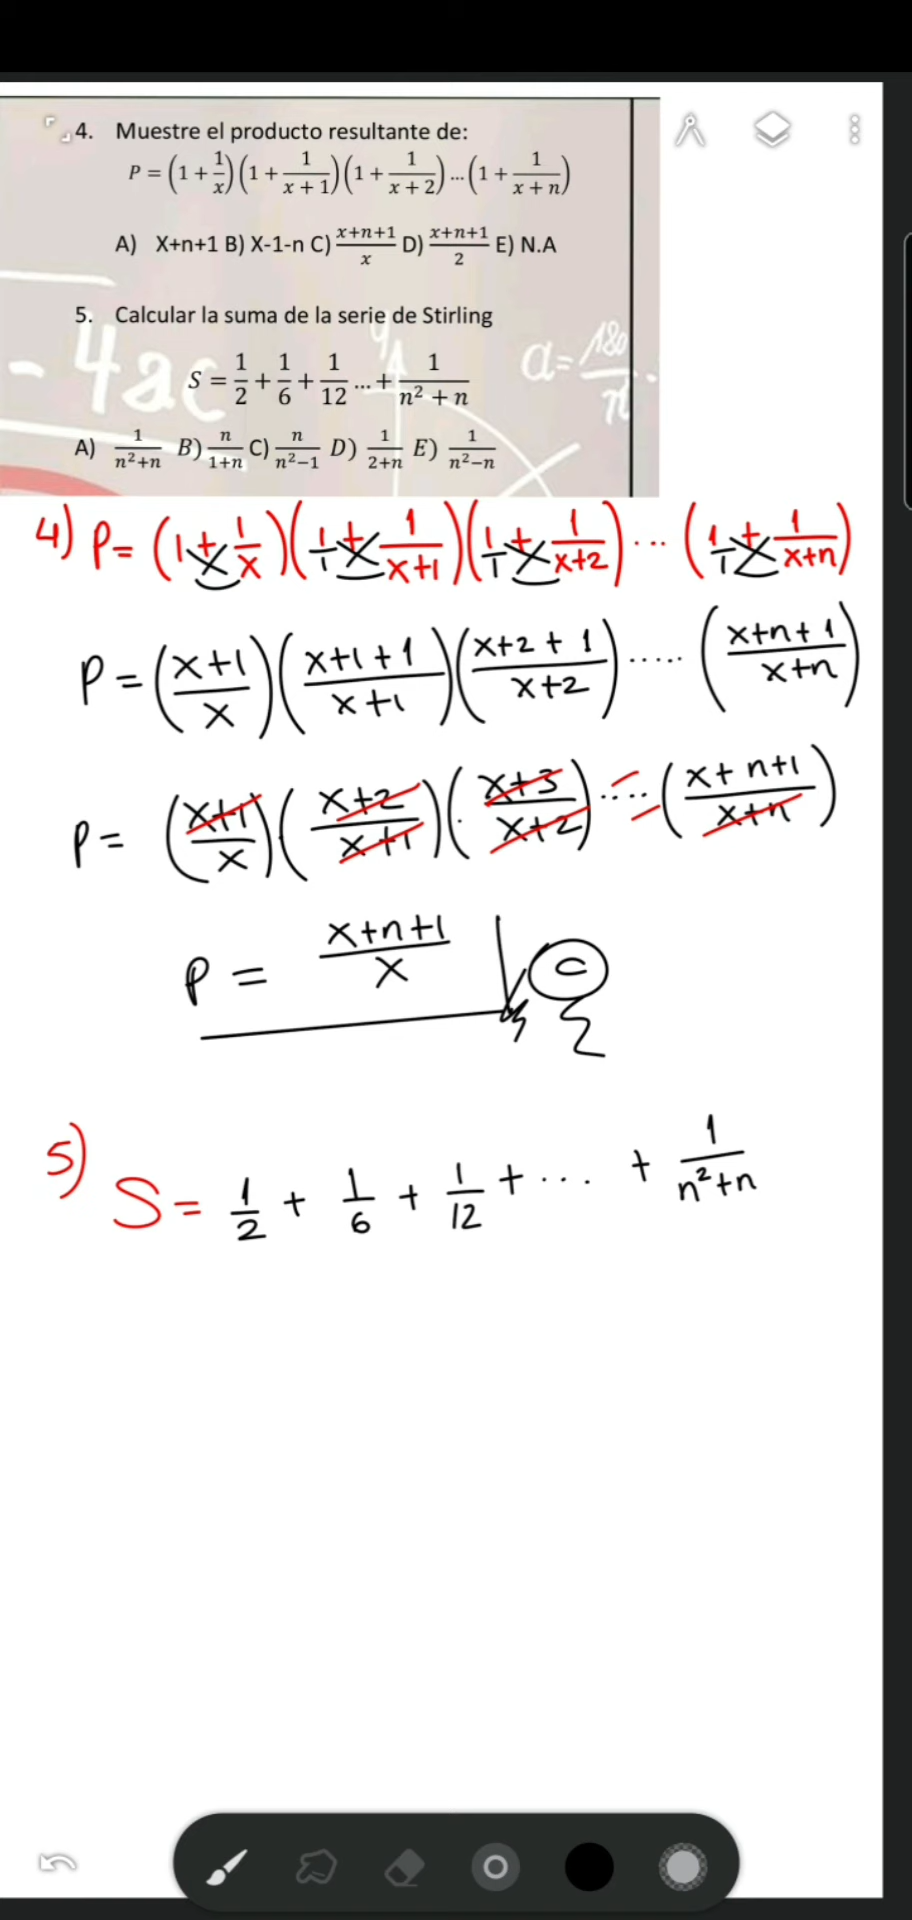 4. Muestre el producto resultante de:
P = (1 + 1/x)(1 + 1/(x + 1))(1 + 1/(x + 2)) ... (1 + 1/(x + n))
A) X+n+1 B) X-1-n C) (x+n+1)/x D) (x+n+1)/2 E) N.A
5. Calcular la suma de la serie de Stirling
S = 1/2 + 1/6 + 1/12 ... + 1/(n² + n)
A) 1/(n²+n) B) n/(1+n) C) n/(n²−1) D) 1/(2+n) E) 1/(n²−n)
− 4ac
a = 180/π
4) P = (1 + 1/x)(1/1 + 1/(x+1))(1/1 + 1/(x+2)) ... (1/1 + 1/(x+n))
P = ((x+1)/x)((x+1+1)/(x+1))((x+2+1)/(x+2)) ..... ((x+n+1)/(x+n))
P = ((x+1)/x)((x+2)/(x+1))((x+3)/(x+2)) .... ((x+n+1)/(x+n))
P = (x+n+1)/x C
5) S = 1/2 + 1/6 + 1/12 + ... + 1/(n²+n)